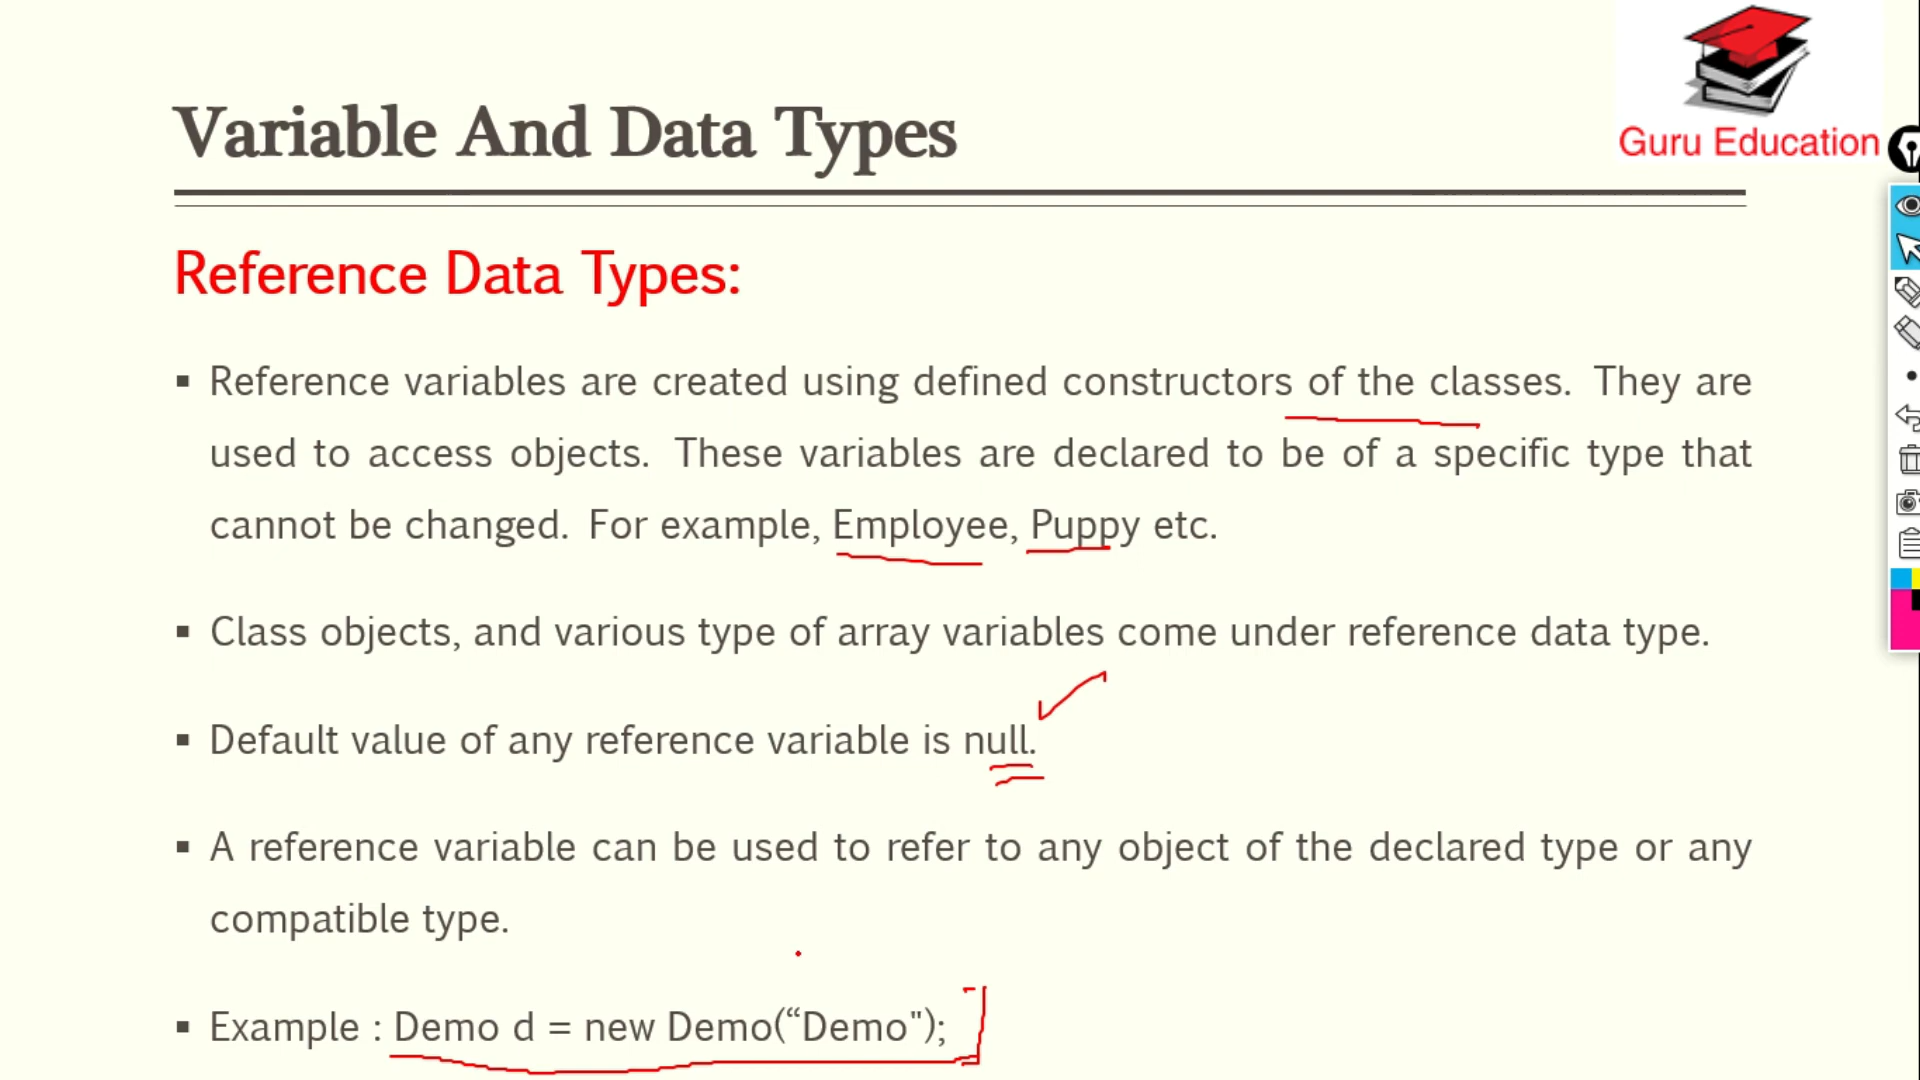 Guru Education
Variable And Data Types
Reference Data Types:
▪ Reference variables are created using defined constructors of the classes. They are
used to access objects. These variables are declared to be of a specific type that
cannot be changed. For example, Employee, Puppy etc.
▪ Class objects, and various type of array variables come under reference data type.
▪ Default value of any reference variable is null.
▪ A reference variable can be used to refer to any object of the declared type or any
compatible type.
▪ Example : Demo d = new Demo(“Demo");